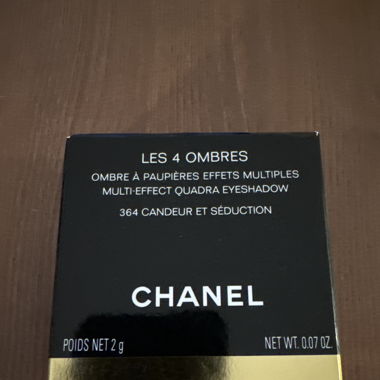 LES 4 OMBRES
OMBRE À PAUPIÈRES EFFETS MULTIPLES
MULTI-EFFECT QUADRA EYESHADOW
364 CANDEUR ET SÉDUCTION
CHANEL
POIDS NET 2 g NET WT. 0.07 OZ.